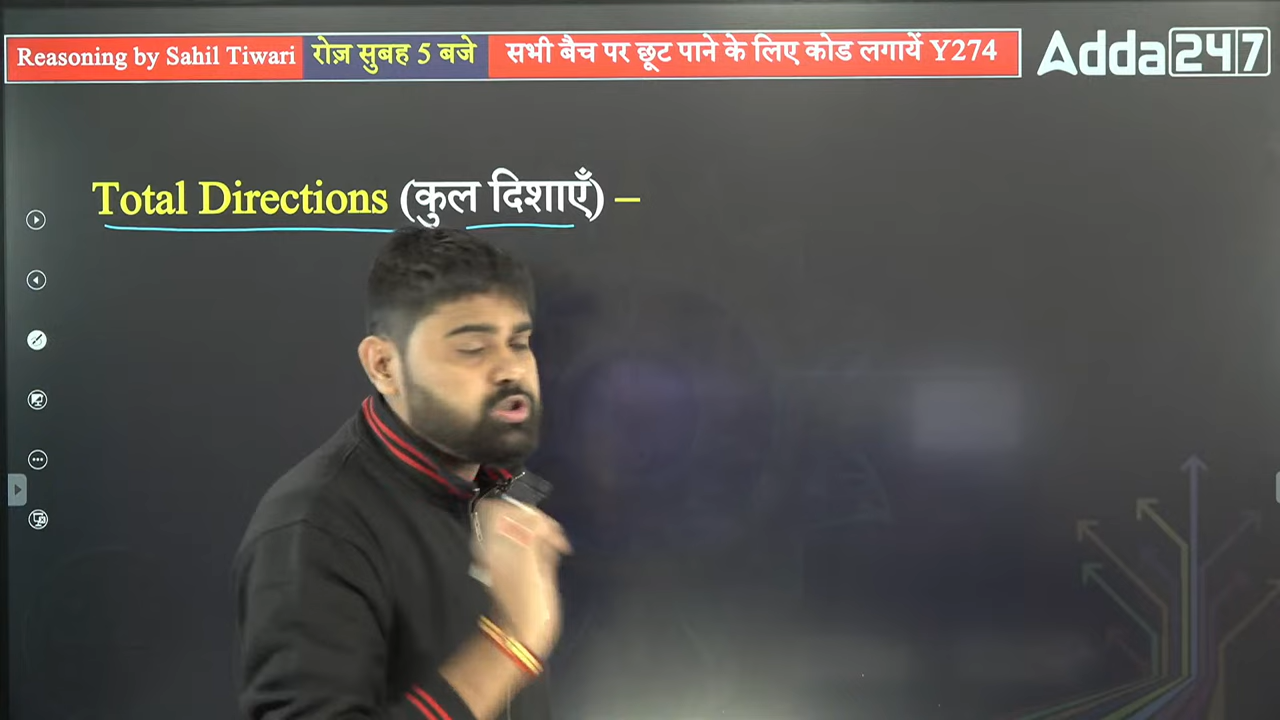 Reasoning by Sahil Tiwari रोज़ सुबह 5 बजे सभी बैच पर छूट पाने के लिए कोड लगायें Y274 Adda247
Total Directions (कुल दिशाएँ) –